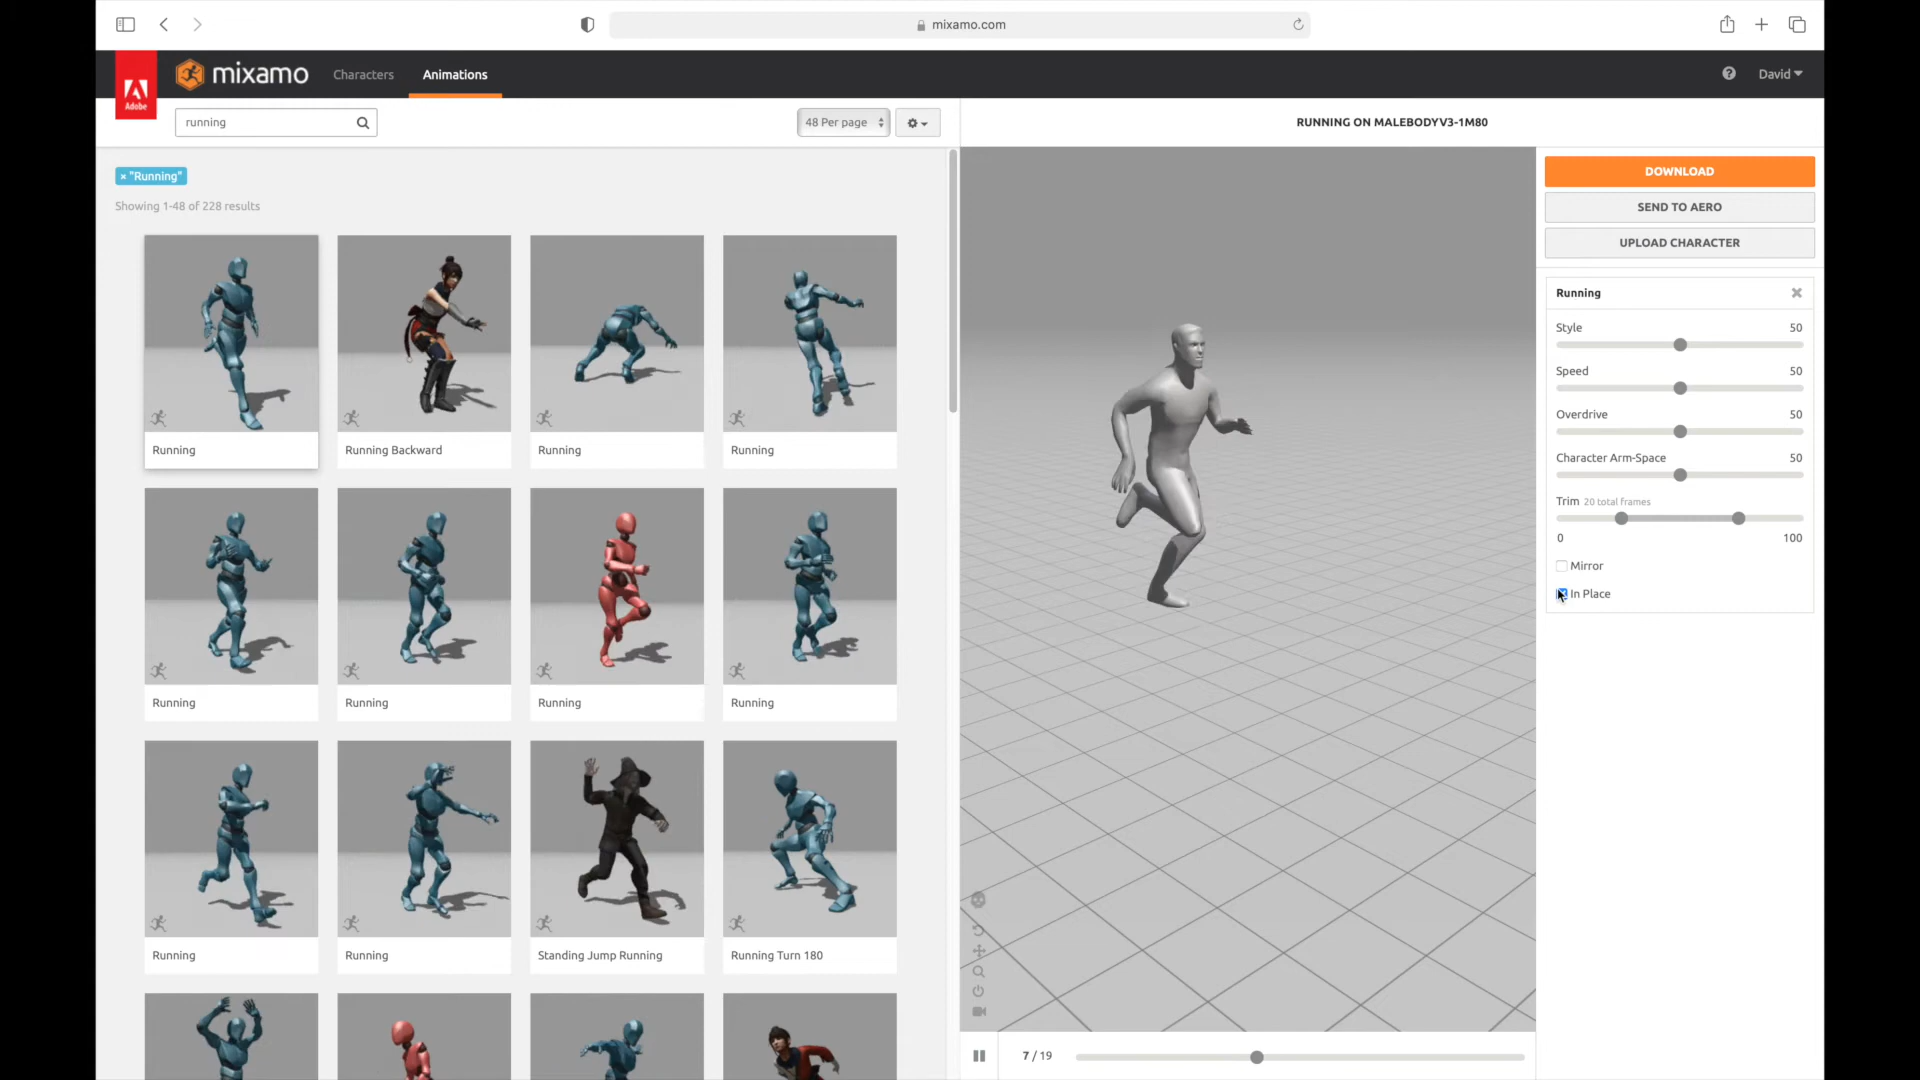 mixamo.com
Adobe
mixamo
Characters
Animations
David
running
48 Per page
RUNNING ON MALEBODYV3-1M80
× "Running"
Showing 1-48 of 228 results
Running
Running Backward
Running
Running
Running
Running
Running
Running
Running
Running
Standing Jump Running
Running Turn 180
DOWNLOAD
SEND TO AERO
UPLOAD CHARACTER
Running
Style 50
Speed 50
Overdrive 50
Character Arm-Space 50
Trim 20 total frames
0 100
Mirror
In Place
7 / 19